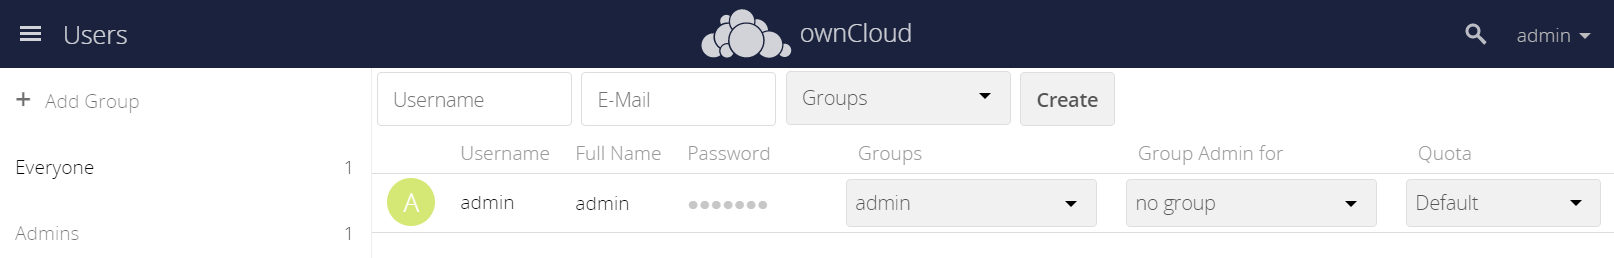 Users ownCloud admin
+ Add Group
Username E-Mail Groups Create
Username Full Name Password Groups Group Admin for Quota
Everyone 1
A admin admin ●●●●●●● admin no group Default
Admins 1